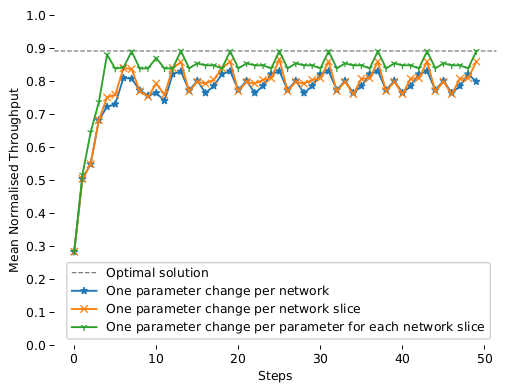 1.0
0.9
0.8
0.7
0.6
0.5
0.4
0.3
0.2
0.1
0.0
Mean Normalised Throughput
Optimal solution
One parameter change per network
One parameter change per network slice
One parameter change per parameter for each network slice
0 10 20 30 40 50
Steps